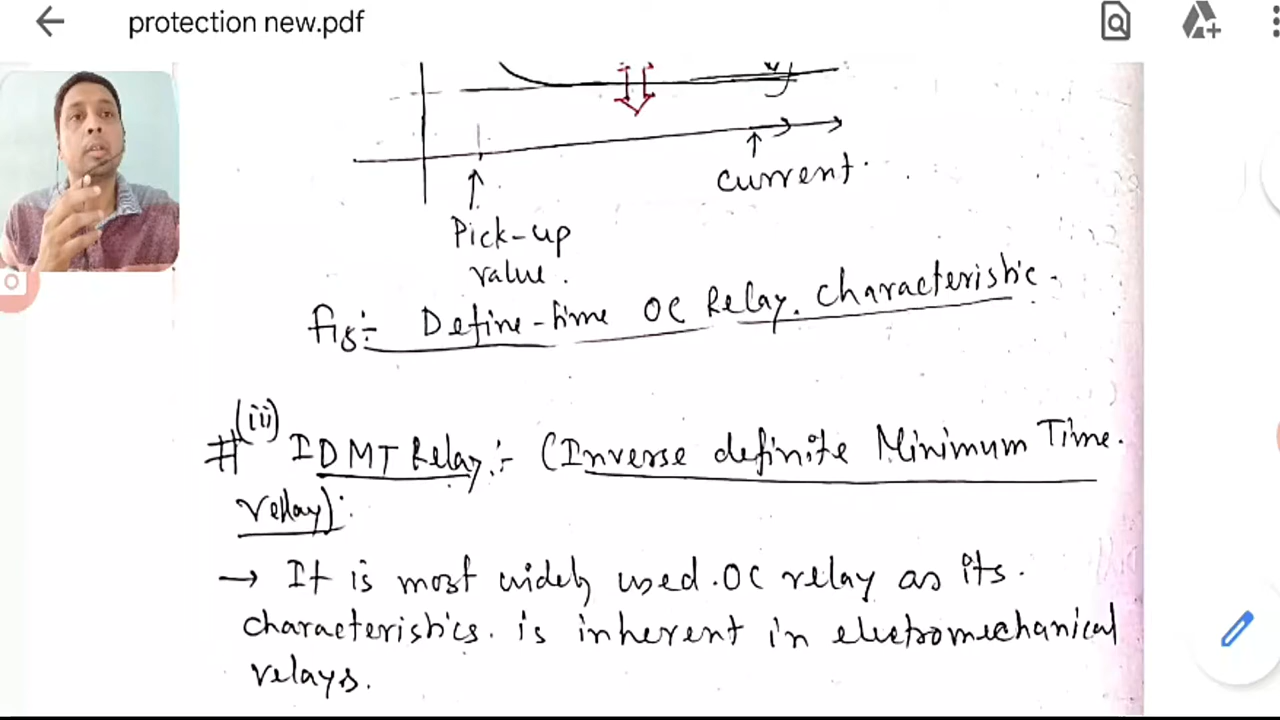 protection new.pdf
current.
Pick-up
value.
fig:- Define-time OC Relay. characteristic.
# (ii) IDMT Relay:- (Inverse definite Minimum Time.
relay):
→ It is most widely used. OC relay as its.
characteristics. is inherent in electromechanical
relays.